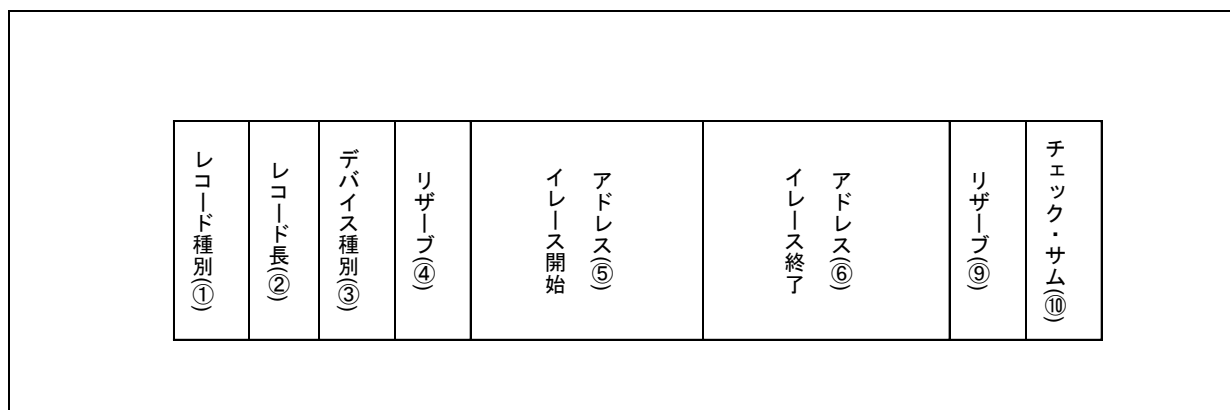 レコード種別(①)
レコード長(②)
デバイス種別(③)
リザーブ(④)
イレース開始
アドレス(⑤)
イレース終了
アドレス(⑥)
リザーブ(⑨)
チェック・サム(⑩)